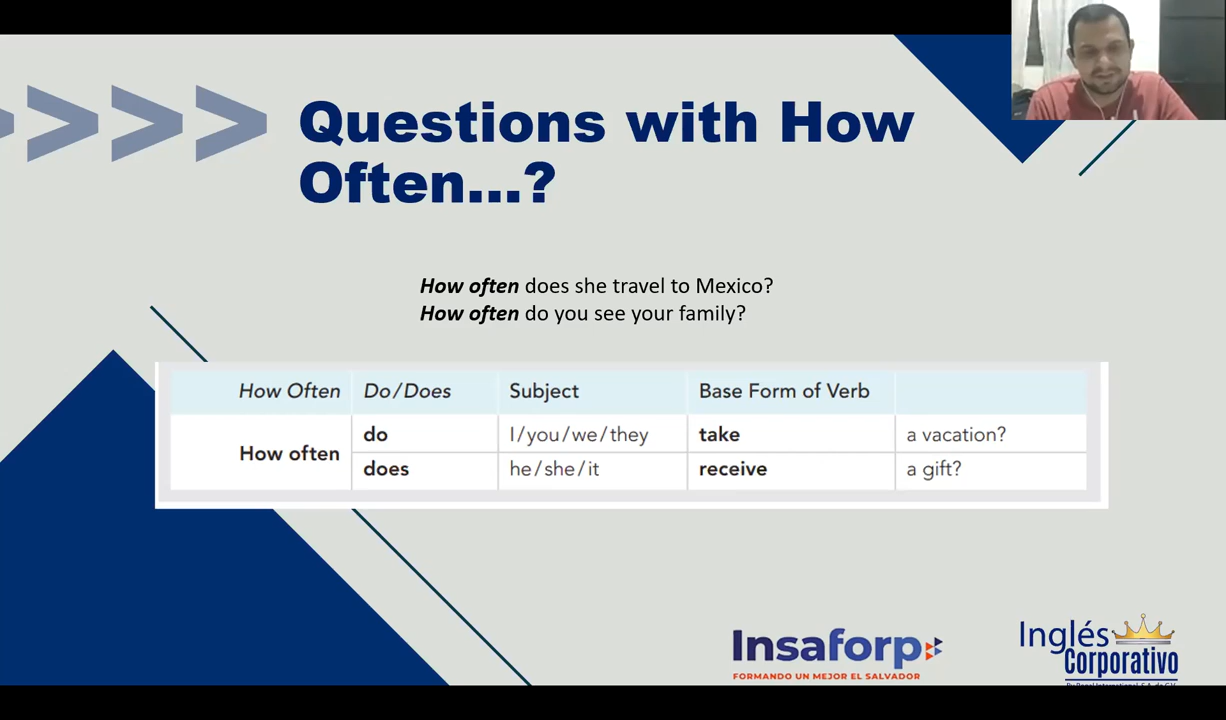 Questions with How
Often...?
How often does she travel to Mexico?
How often do you see your family?
How Often Do/Does Subject Base Form of Verb
How often
do I/you/we/they take a vacation?
does he/she/it receive a gift?
Insaforp
FORMANDO UN MEJOR EL SALVADOR
Inglés
Corporativo